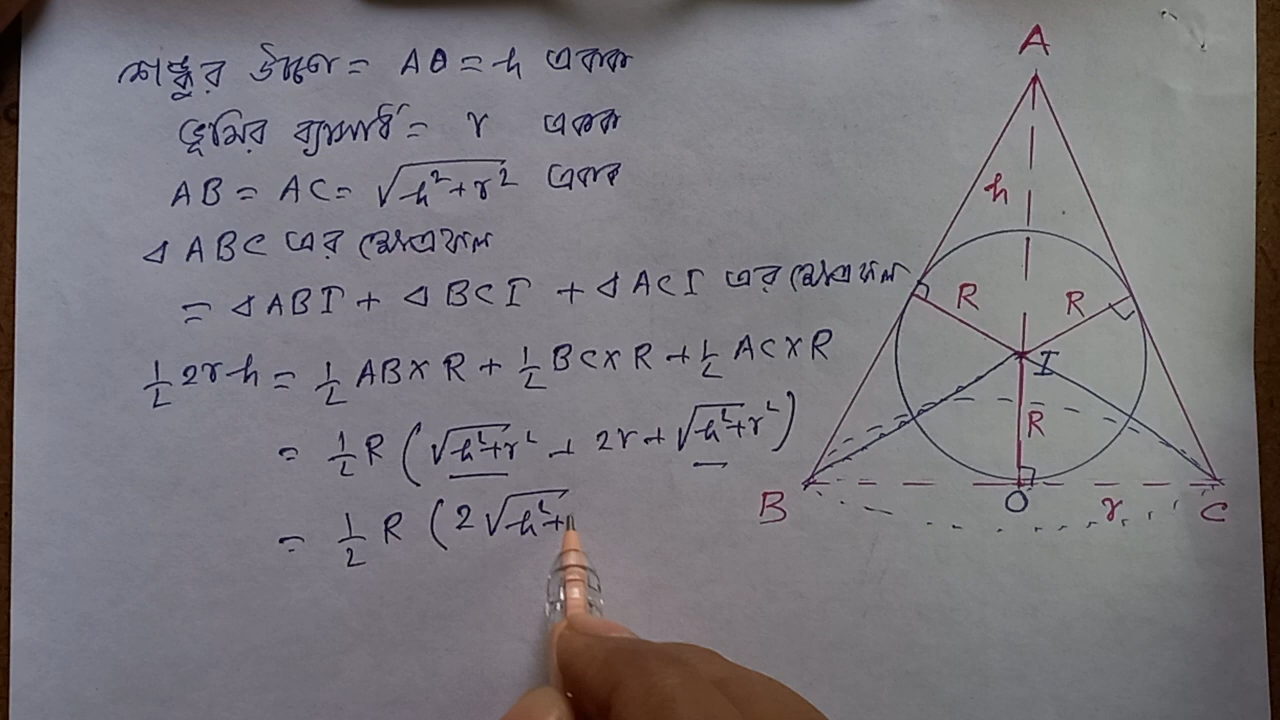 শঙ্কুর উচ্চতা = AO = h একক
ভূমির ব্যাসার্ধ = r একক
AB = AC = √(h²+r²) একক
△ABC এর ক্ষেত্রফল
= △ABI + △BCI + △ACI এর ক্ষেত্রফল
½ 2rh = ½ AB×R + ½ BC×R + ½ AC×R
= ½ R (√(h²+r²) + 2r + √(h²+r²))
= ½ R (2√(h²+
A
h
R
R
I
R
B
O
r
C